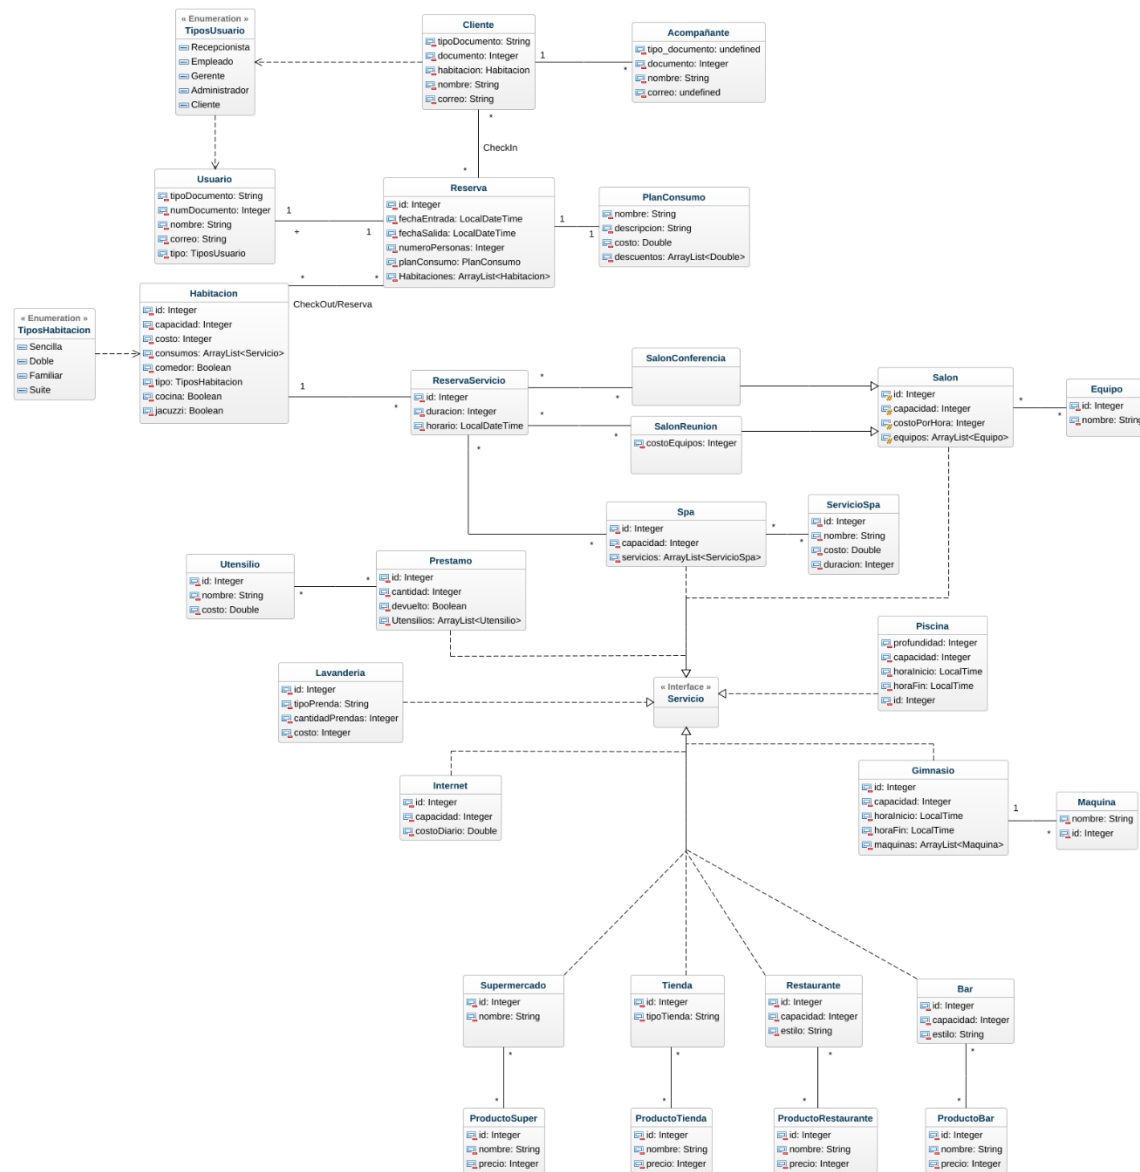 « Enumeration »
TiposUsuario
Recepcionista
Empleado
Gerente
Administrador
Cliente
Cliente
tipoDocumento: String
documento: Integer
habitacion: Habitacion
nombre: String
correo: String
1
*
Acompañante
tipo_documento: undefined
documento: Integer
nombre: String
correo: undefined
*
CheckIn
*
Usuario
tipoDocumento: String
numDocumento: Integer
nombre: String
correo: String
tipo: TiposUsuario
1
+
1
Reserva
id: Integer
fechaEntrada: LocalDateTime
fechaSalida: LocalDateTime
numeroPersonas: Integer
planConsumo: PlanConsumo
Habitaciones: ArrayList<Habitacion>
1
1
PlanConsumo
nombre: String
descripcion: String
costo: Double
descuentos: ArrayList<Double>
*
*
CheckOut/Reserva
« Enumeration »
TiposHabitacion
Sencilla
Doble
Familiar
Suite
Habitacion
id: Integer
capacidad: Integer
costo: Integer
consumos: ArrayList<Servicio>
comedor: Boolean
tipo: TiposHabitacion
cocina: Boolean
jacuzzi: Boolean
1
*
ReservaServicio
id: Integer
duracion: Integer
horario: LocalDateTime
*
*
*
*
*
SalonConferencia
SalonReunion
costoEquipos: Integer
Salon
id: Integer
capacidad: Integer
costoPorHora: Integer
equipos: ArrayList<Equipo>
*
*
Equipo
id: Integer
nombre: String
*
Spa
id: Integer
capacidad: Integer
servicios: ArrayList<ServicioSpa>
*
*
ServicioSpa
id: Integer
nombre: String
costo: Double
duracion: Integer
Utensilio
id: Integer
nombre: String
costo: Double
*
*
Prestamo
id: Integer
cantidad: Integer
devuelto: Boolean
Utensilios: ArrayList<Utensilio>
Piscina
profundidad: Integer
capacidad: Integer
horaInicio: LocalTime
horaFin: LocalTime
id: Integer
Lavanderia
id: Integer
tipoPrenda: String
cantidadPrendas: Integer
costo: Integer
« Interface »
Servicio
Internet
id: Integer
capacidad: Integer
costoDiario: Double
Gimnasio
id: Integer
capacidad: Integer
horaInicio: LocalTime
horaFin: LocalTime
maquinas: ArrayList<Maquina>
1
*
Maquina
nombre: String
id: Integer
Supermercado
id: Integer
nombre: String
*
*
Tienda
id: Integer
tipoTienda: String
*
*
Restaurante
id: Integer
capacidad: Integer
estilo: String
*
*
Bar
id: Integer
capacidad: Integer
estilo: String
*
*
ProductoSuper
id: Integer
nombre: String
precio: Integer
ProductoTienda
id: Integer
nombre: String
precio: Integer
ProductoRestaurante
id: Integer
nombre: String
precio: Integer
ProductoBar
id: Integer
nombre: String
precio: Integer